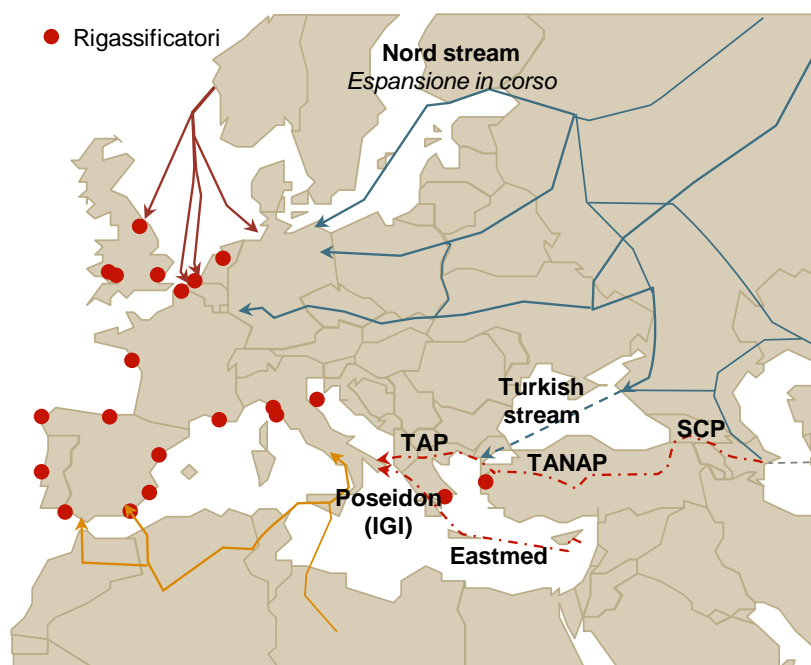 Rigassificatori
Nord stream
Espansione in corso
Turkish
stream
SCP
TAP
TANAP
Poseidon
(IGI)
Eastmed